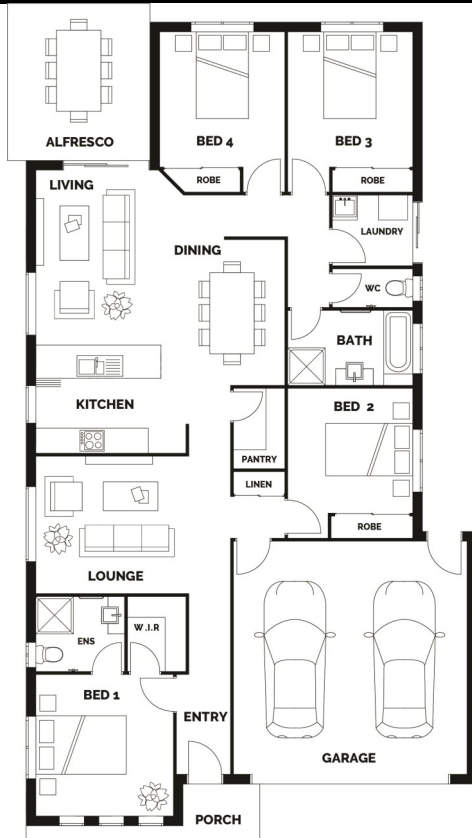 ALFRESCO
BED 4
BED 3
ROBE
ROBE
LIVING
LAUNDRY
DINING
WC
BATH
KITCHEN
BED 2
PANTRY
LINEN
ROBE
LOUNGE
W.I.R
ENS
BED 1
ENTRY
GARAGE
PORCH